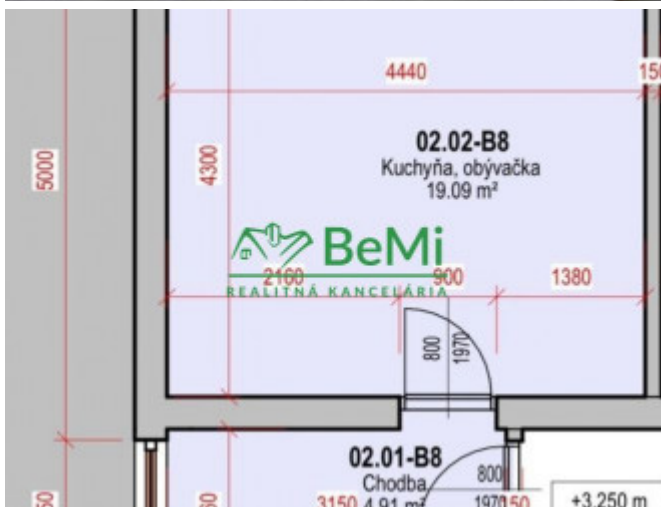 4440
150
02.02-B8
Kuchyňa, obývačka
19.09 m²
5000
4300
BeMi
2160 900 1380
REALITNÁ KANCELÁRIA
800
1970
02.01-B8
Chodba
800
3150 4.91 m²
1970
+3.250 m